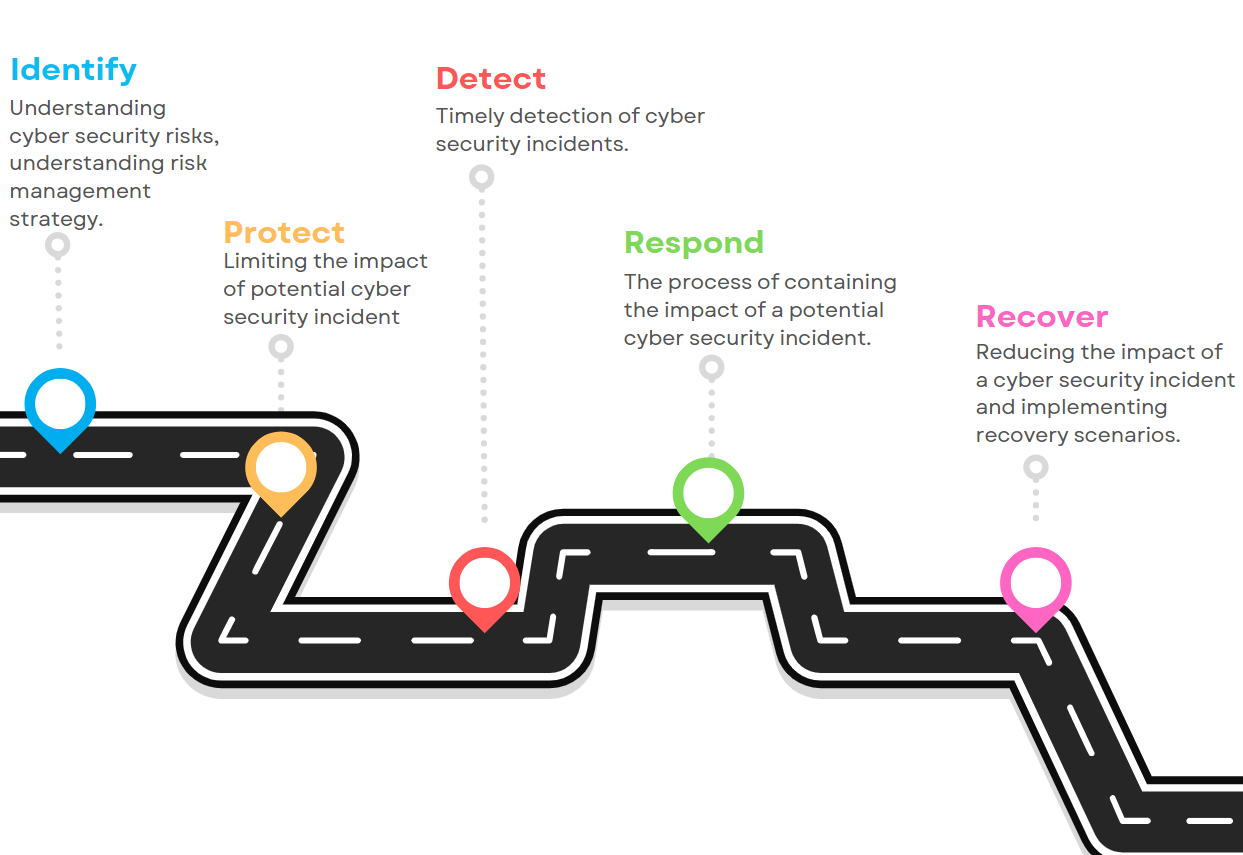 Identify
Understanding
cyber security risks,
understanding risk
management
strategy.
Protect
Limiting the impact
of potential cyber
security incident
Detect
Timely detection of cyber
security incidents.
Respond
The process of containing
the impact of a potential
cyber security incident.
Recover
Reducing the impact of
a cyber security incident
and implementing
recovery scenarios.